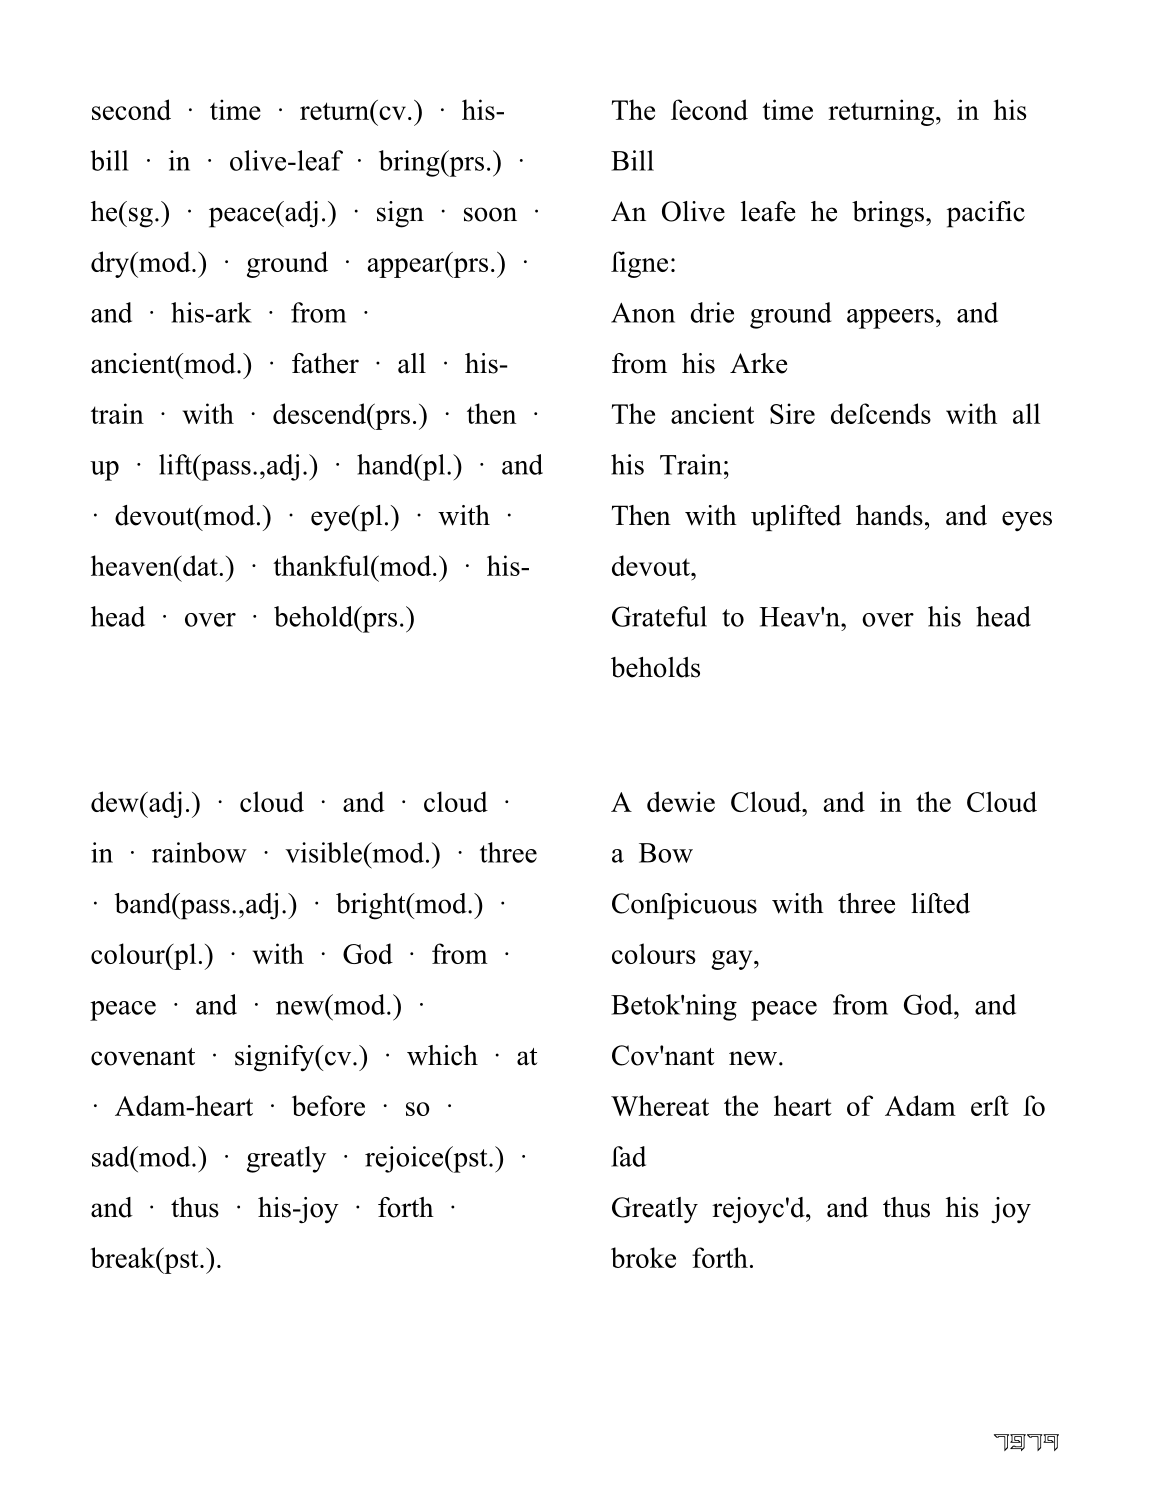 second · time · return(cv.) · his-
bill · in · olive-leaf · bring(prs.) ·
he(sg.) · peace(adj.) · sign · soon ·
dry(mod.) · ground · appear(prs.) ·
and · his-ark · from ·
ancient(mod.) · father · all · his-
train · with · descend(prs.) · then ·
up · lift(pass.,adj.) · hand(pl.) · and
· devout(mod.) · eye(pl.) · with ·
heaven(dat.) · thankful(mod.) · his-
head · over · behold(prs.)
The ſecond time returning, in his
Bill
An Olive leafe he brings, pacific
ſigne:
Anon drie ground appeers, and
from his Arke
The ancient Sire deſcends with all
his Train;
Then with uplifted hands, and eyes
devout,
Grateful to Heav'n, over his head
beholds
dew(adj.) · cloud · and · cloud ·
in · rainbow · visible(mod.) · three
· band(pass.,adj.) · bright(mod.) ·
colour(pl.) · with · God · from ·
peace · and · new(mod.) ·
covenant · signify(cv.) · which · at
· Adam-heart · before · so ·
sad(mod.) · greatly · rejoice(pst.) ·
and · thus · his-joy · forth ·
break(pst.).
A dewie Cloud, and in the Cloud
a Bow
Conſpicuous with three liſted
colours gay,
Betok'ning peace from God, and
Cov'nant new.
Whereat the heart of Adam erſt ſo
ſad
Greatly rejoyc'd, and thus his joy
broke forth.